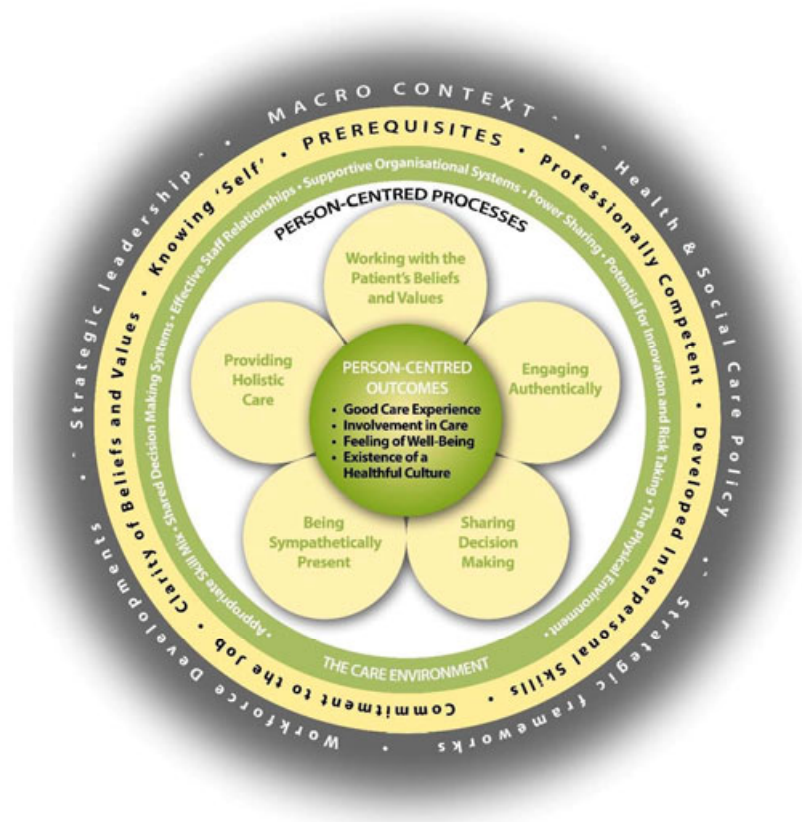 MACRO CONTEXT
Health & Social Care Policy
Strategic frameworks
Workforce Developments
Strategic leadership
PREREQUISITES • Professionally Competent • Developed Interpersonal Skills • Commitment to the Job • Clarity of Beliefs and Values • Knowing 'Self' •
THE CARE ENVIRONMENT
• Appropriate Skill Mix • Shared Decision Making Systems • Effective Staff Relationships • Supportive Organisational Systems • Power Sharing • Potential for Innovation and Risk Taking • The Physical Environment •
PERSON-CENTRED PROCESSES
Working with the
Patient's Beliefs
and Values
Engaging
Authentically
Sharing
Decision
Making
Being
Sympathetically
Present
Providing
Holistic
Care
PERSON-CENTRED
OUTCOMES
• Good Care Experience
• Involvement in Care
• Feeling of Well-Being
• Existence of a
Healthful Culture